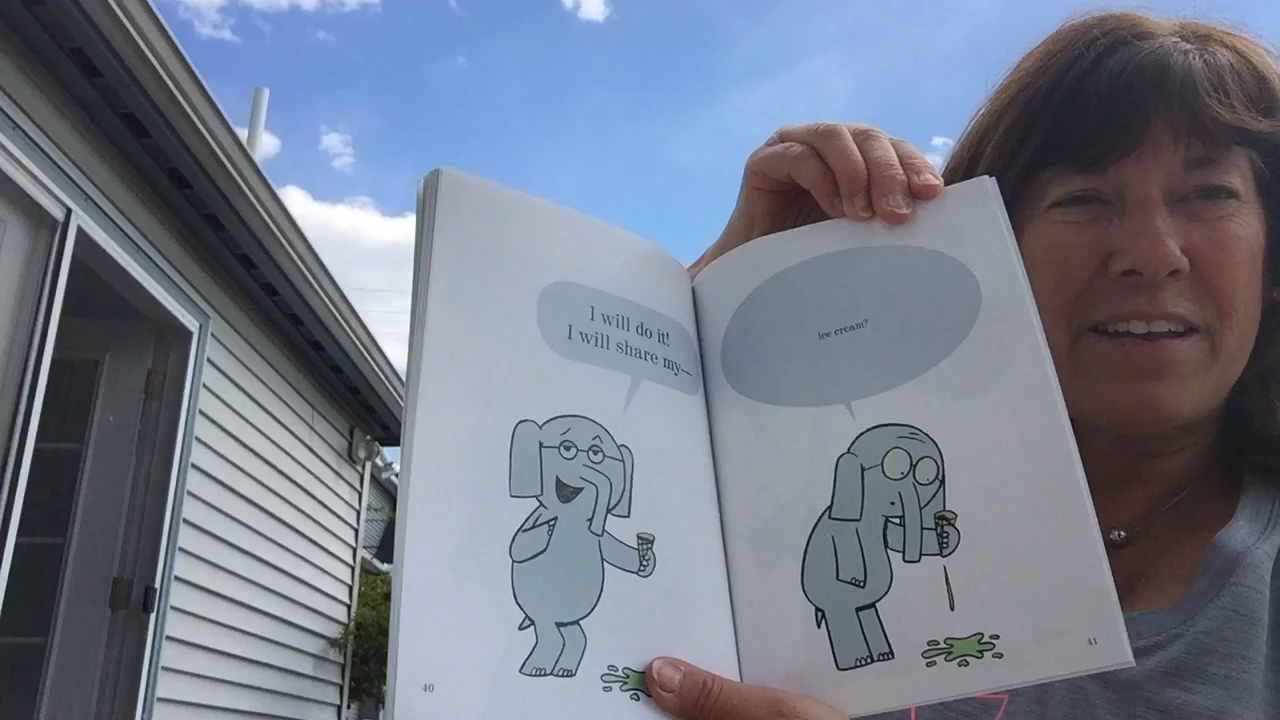 I will do it!
I will share my—
Ice cream?
40
41